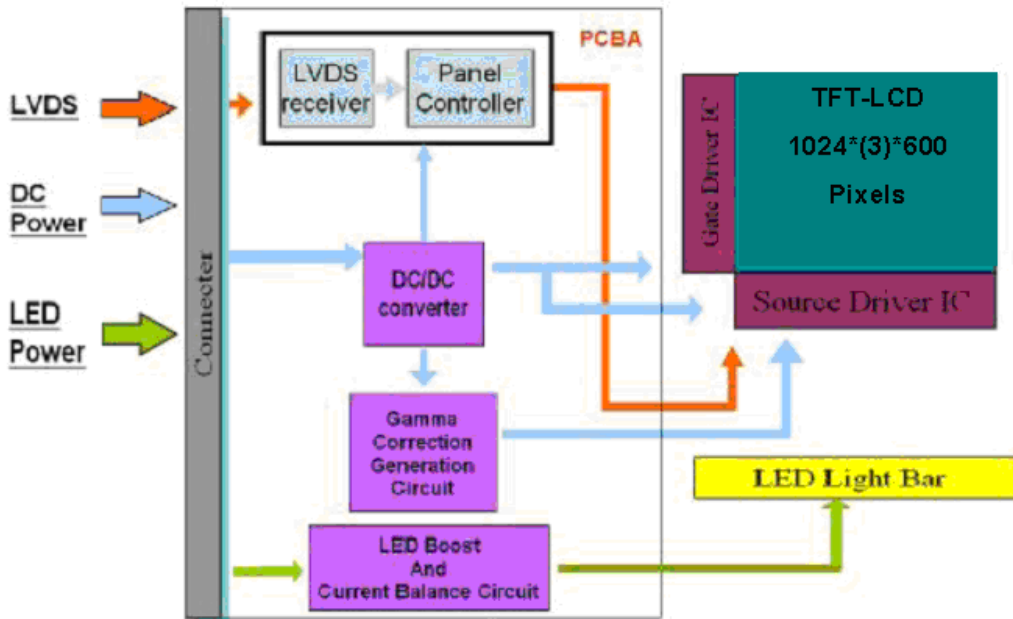 PCBA
LVDS
receiver
Panel
Controller
LVDS
DC
Power
LED
Power
Connecter
DC/DC
converter
Gamma
Correction
Generation
Circuit
LED Boost
And
Current Balance Circuit
Gate Driver IC
TFT-LCD
1024*(3)*600
Pixels
Source Driver IC
LED Light Bar